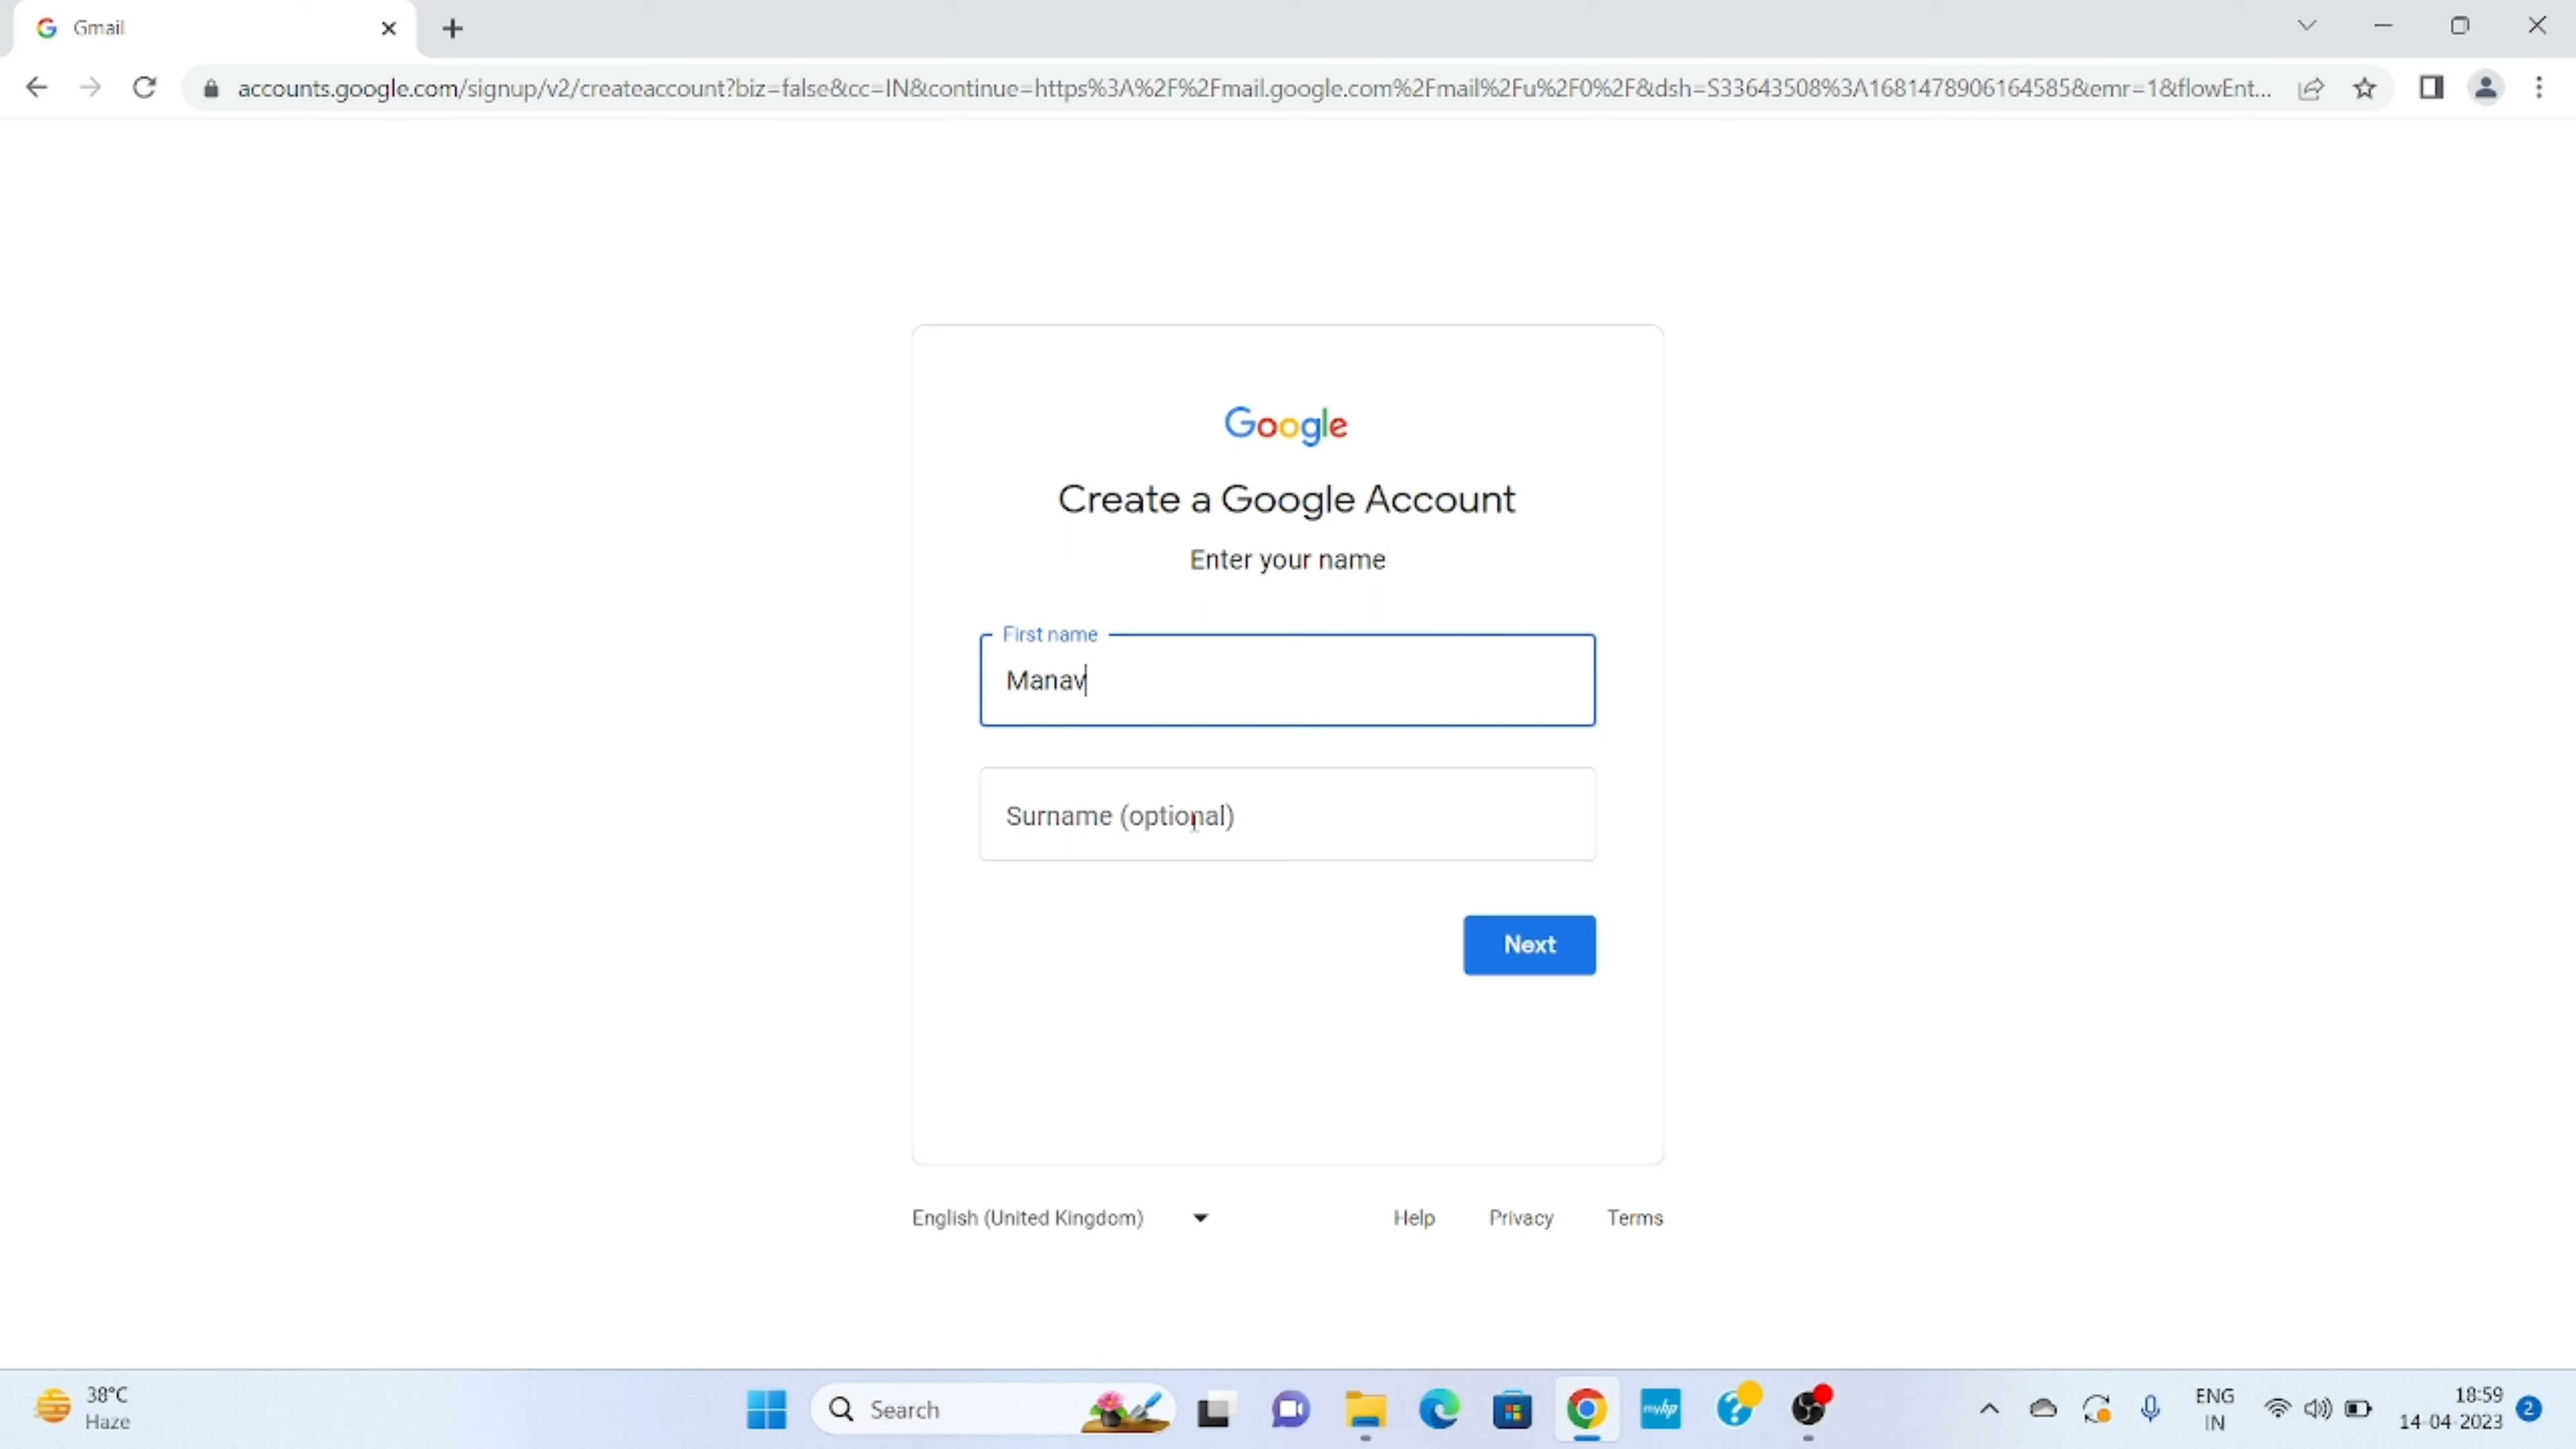 Gmail
accounts.google.com/signup/v2/createaccount?biz=false&cc=IN&continue=https%3A%2F%2Fmail.google.com%2Fmail%2Fu%2F0%2F&dsh=S33643508%3A1681478906164585&emr=1&flowEnt...
Google
Create a Google Account
Enter your name
First name
Manav
Surname (optional)
Next
English (United Kingdom) Help Privacy Terms
38°C
Haze
Search
myhp
ENG
IN
18:59
14-04-2023
2